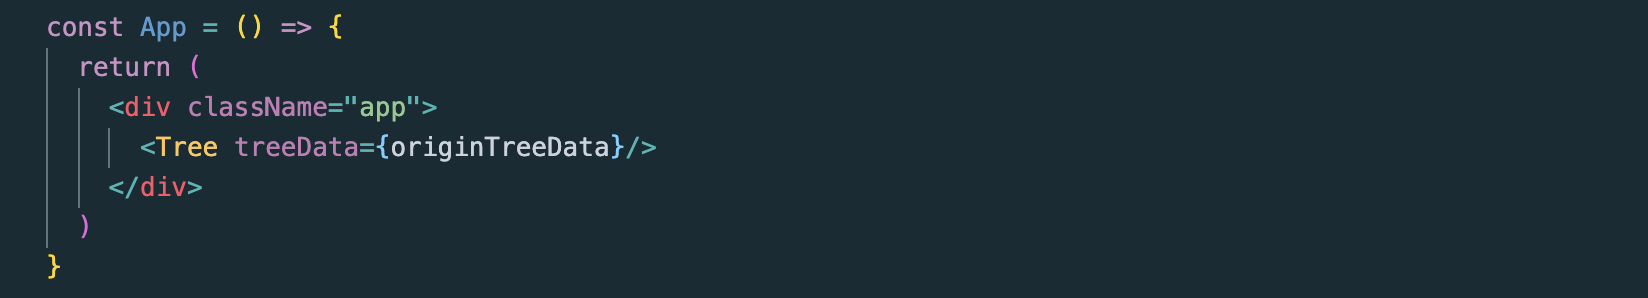 const App = () => {
  return (
    <div className="app">
      <Tree treeData={originTreeData}/>
    </div>
  )
}